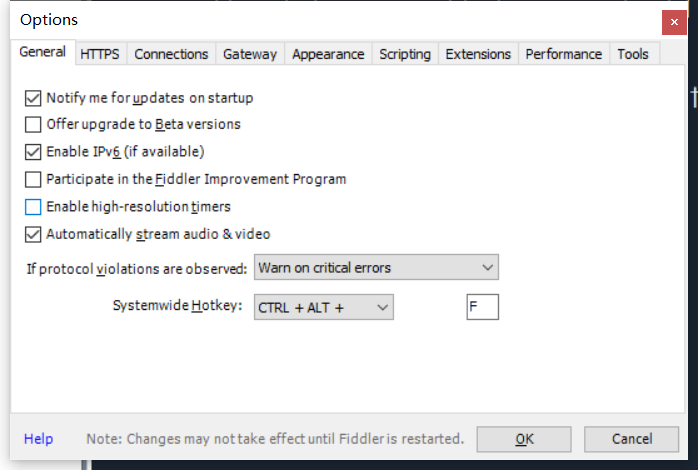 Options
General HTTPS Connections Gateway Appearance Scripting Extensions Performance Tools
Notify me for updates on startup
Offer upgrade to Beta versions
Enable IPv6 (if available)
Participate in the Fiddler Improvement Program
Enable high-resolution timers
Automatically stream audio & video
If protocol violations are observed: Warn on critical errors
Systemwide Hotkey: CTRL + ALT + F
Help Note: Changes may not take effect until Fiddler is restarted. OK Cancel